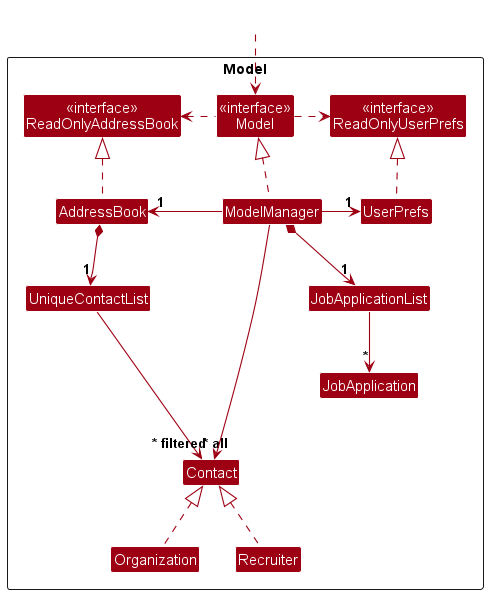 Model
«interface»
ReadOnlyAddressBook
«interface»
Model
«interface»
ReadOnlyUserPrefs
AddressBook
1
ModelManager
1
UserPrefs
1
1
UniqueContactList
JobApplicationList
*
JobApplication
* filtered
* all
Contact
Organization
Recruiter